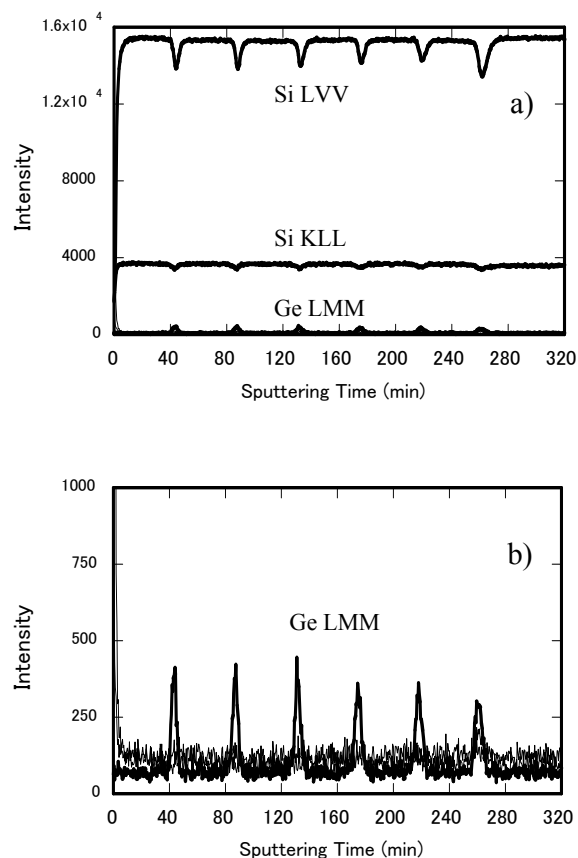 1.6x10 4
1.2x10 4
8000
4000
0
Intensity
Si LVV
a)
Si KLL
Ge LMM
0 40 80 120 160 200 240 280 320
Sputtering Time (min)
1000
750
500
250
0
Intensity
b)
Ge LMM
0 40 80 120 160 200 240 280 320
Sputtering Time (min)